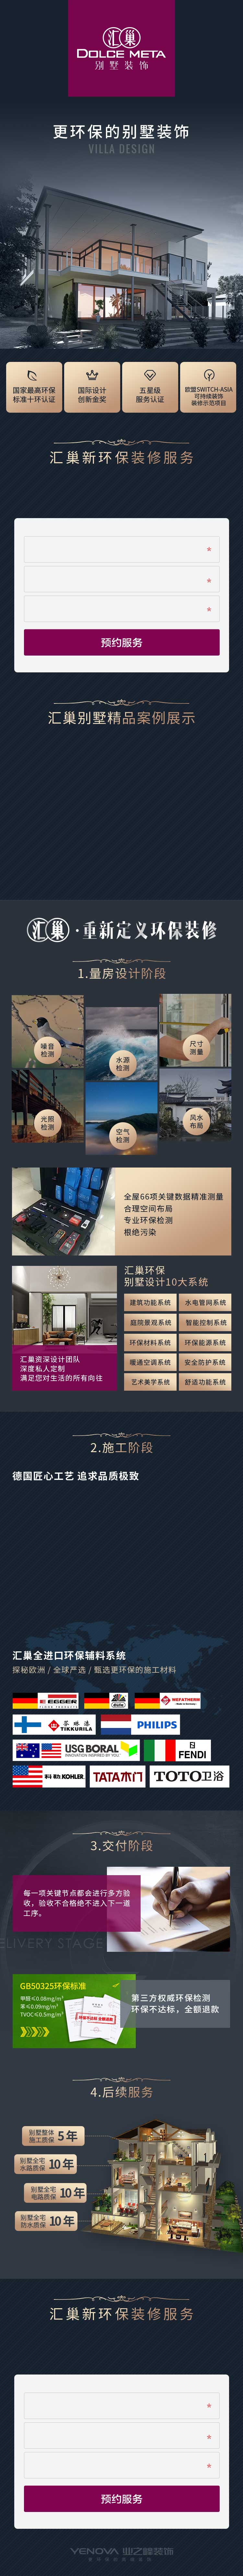 汇巢
DOLCE META
别墅装饰
更环保的别墅装饰
VILLA DESIGN
国家最高环保
标准十环认证
国际设计
创新金奖
五星级
服务认证
欧盟SWITCH-ASIA
可持续装饰
装修示范项目
汇巢新环保装修服务
*
*
*
预约服务
汇巢别墅精品案例展示
汇巢·重新定义环保装修
1.量房设计阶段
噪音
检测
水源
检测
尺寸
测量
光照
检测
空气
检测
风水
布局
全屋66项关键数据精准测量
合理空间布局
专业环保检测
根绝污染
汇巢资深设计团队
深度私人定制
满足您对生活的所有向往
汇巢环保
别墅设计10大系统
建筑功能系统
水电管网系统
庭院景观系统
智能控制系统
环保材料系统
环保能源系统
暖通空调系统
安全防护系统
艺术美学系统
舒适功能系统
2.施工阶段
德国匠心工艺 追求品质极致
汇巢全进口环保辅料系统
探秘欧洲 / 全球严选 / 甄选更环保的施工材料
EGGER
WEFATHERM
芬琳漆
TIKKURILA
PHILIPS
USG BORAL
INNOVATION INSPIRED BY YOU
FENDI
科勒 KOHLER
TATA木门
TOTO卫浴
3.交付阶段
每一项关键节点都会进行多方验
收，验收不合格绝不进入下一道
工序。
ELIVERY STAGE
GB50325环保标准
甲醛≤0.08mg/m³
苯≤0.09mg/m³
TVOC≤0.5mg/m³
第三方权威环保检测
环保不达标，全额退款
4.后续服务
别墅整体
施工质保
5年
别墅全宅
水路质保
10年
别墅全宅
电路质保
10年
别墅全宅
防水质保
10年
汇巢新环保装修服务
*
*
*
预约服务
YENOVA 业之峰装饰